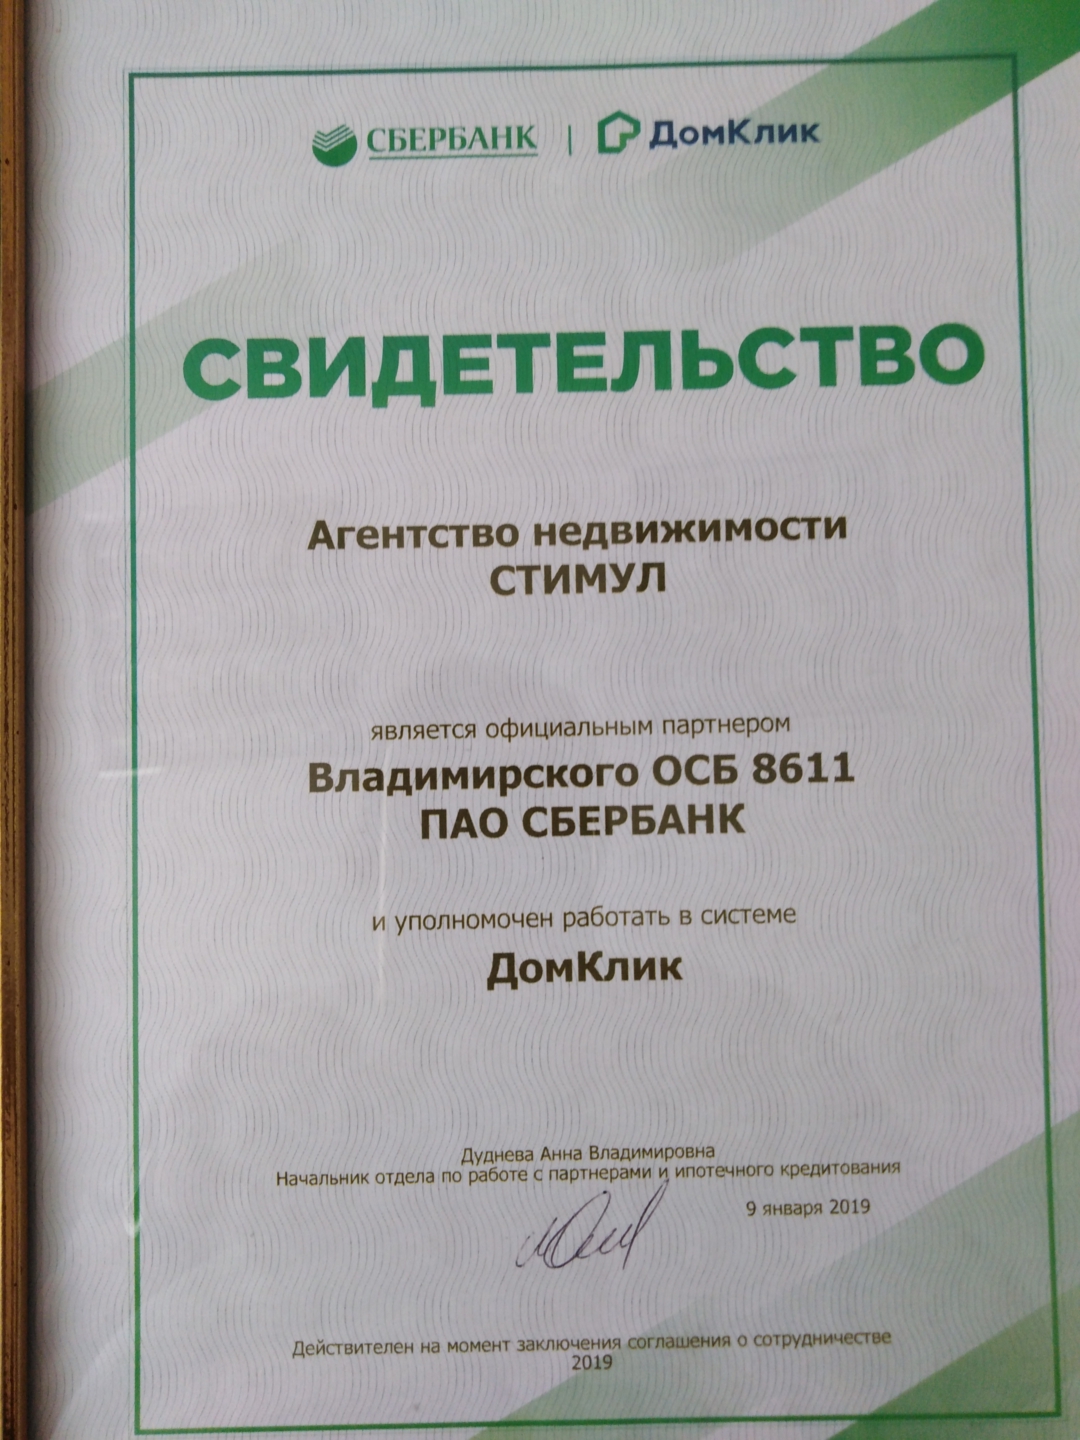 СБЕРБАНК | ДомКлик
СВИДЕТЕЛЬСТВО
Агентство недвижимости
СТИМУЛ
является официальным партнером
Владимирского ОСБ 8611
ПАО СБЕРБАНК
и уполномочен работать в системе
ДомКлик
Дуднева Анна Владимировна
Начальник отдела по работе с партнерами и ипотечного кредитования
9 января 2019
Действителен на момент заключения соглашения о сотрудничестве
2019